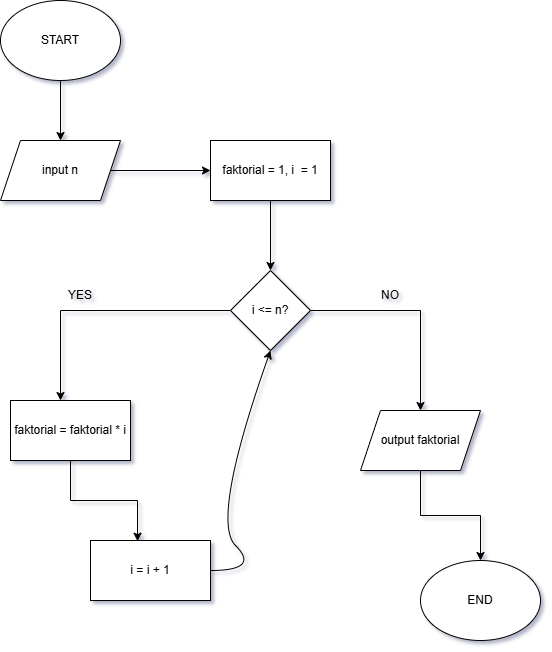 START
input n
faktorial = 1, i  = 1
i <= n?
YES
NO
faktorial = faktorial * i
output faktorial
i = i + 1
END